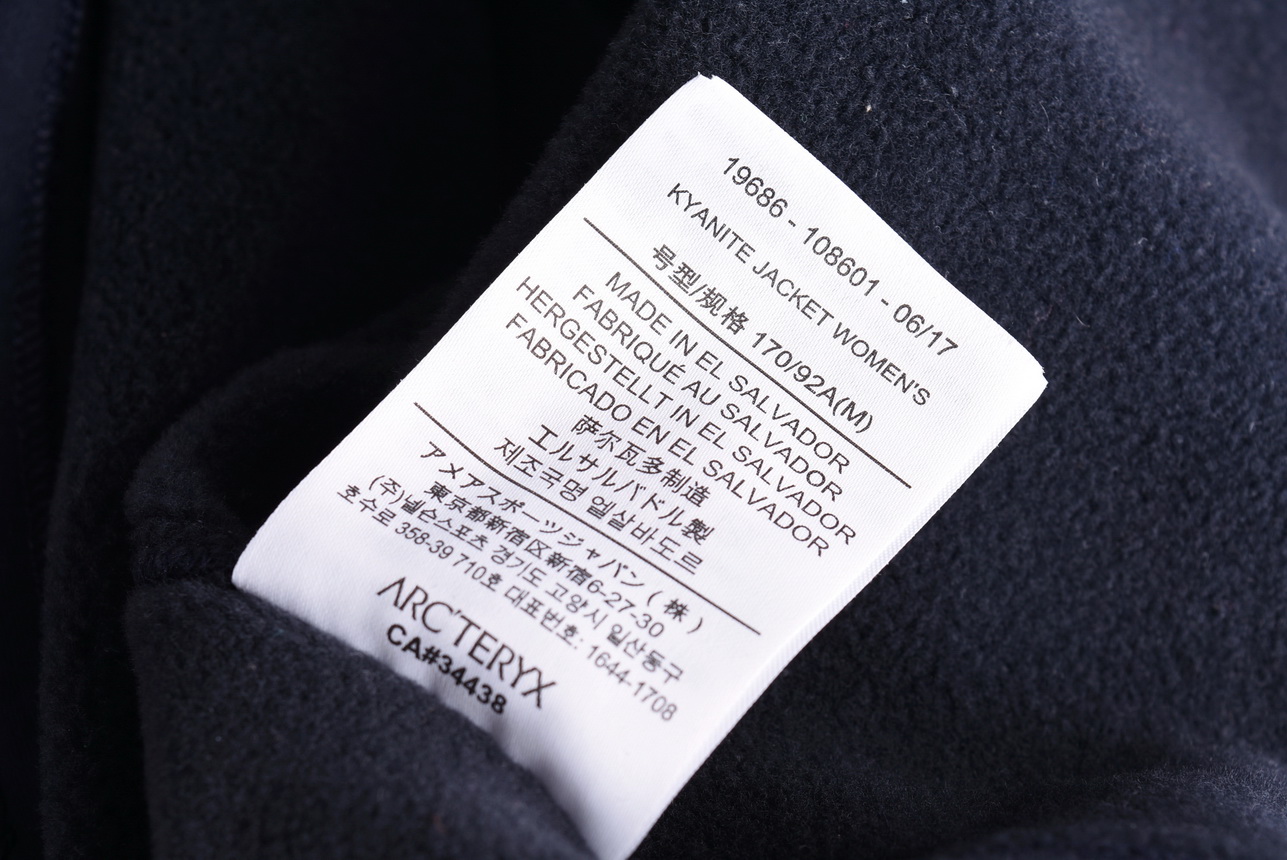 19686 - 108601 - 06/17
KYANITE JACKET WOMEN'S
号型/规格 170/92A(M)
MADE IN EL SALVADOR
FABRIQUÉ AU SALVADOR
HERGESTELLT IN EL SALVADOR
FABRICADO EN EL SALVADOR
萨尔瓦多制造
エルサルバドル製
제조국명 엘살바도르
アメアスポーツジャパン（株）
東京都新宿区新宿6-27-30
(주)넬슨스포츠 경기도 고양시 일산동구
호수로 358-39 710호 대표번호: 1644-1708
ARC'TERYX
CA#34438